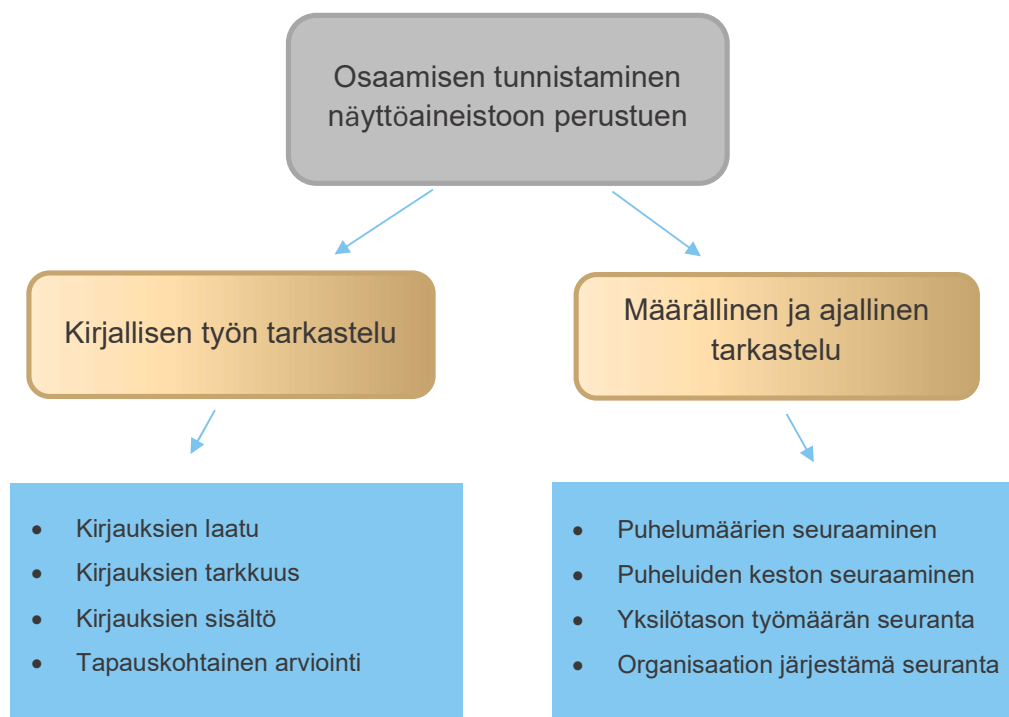 Osaamisen tunnistaminen
näyttöaineistoon perustuen
Kirjallisen työn tarkastelu
Määrällinen ja ajallinen
tarkastelu
• Kirjauksien laatu
• Kirjauksien tarkkuus
• Kirjauksien sisältö
• Tapauskohtainen arviointi
• Puhelumäärien seuraaminen
• Puheluiden keston seuraaminen
• Yksilötason työmäärän seuranta
• Organisaation järjestämä seuranta